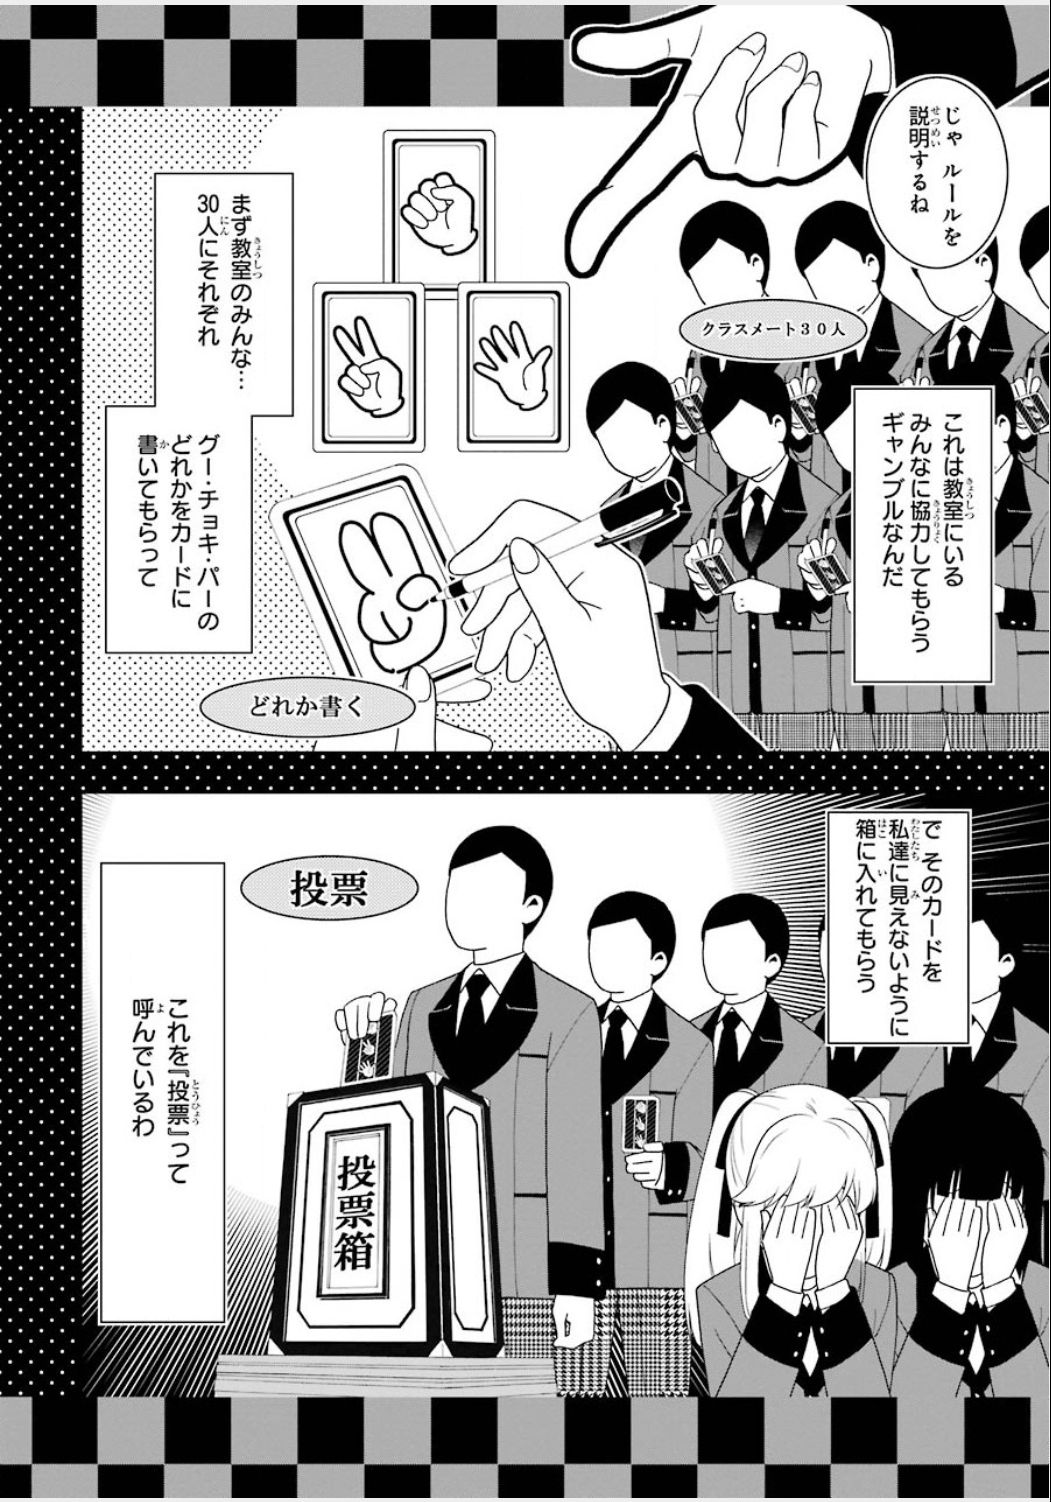 じゃ ルールを
説明するね
クラスメート３０人
これは教室にいる
みんなに協力してもらう
ギャンブルなんだ
まず教室のみんな…
30人にそれぞれ
グー・チョキ・パーの
どれかをカードに
書いてもらって
どれか書く
で そのカードを
私達に見えないように
箱に入れてもらう
投票
投票箱
これを『投票』って
呼んでいるわ